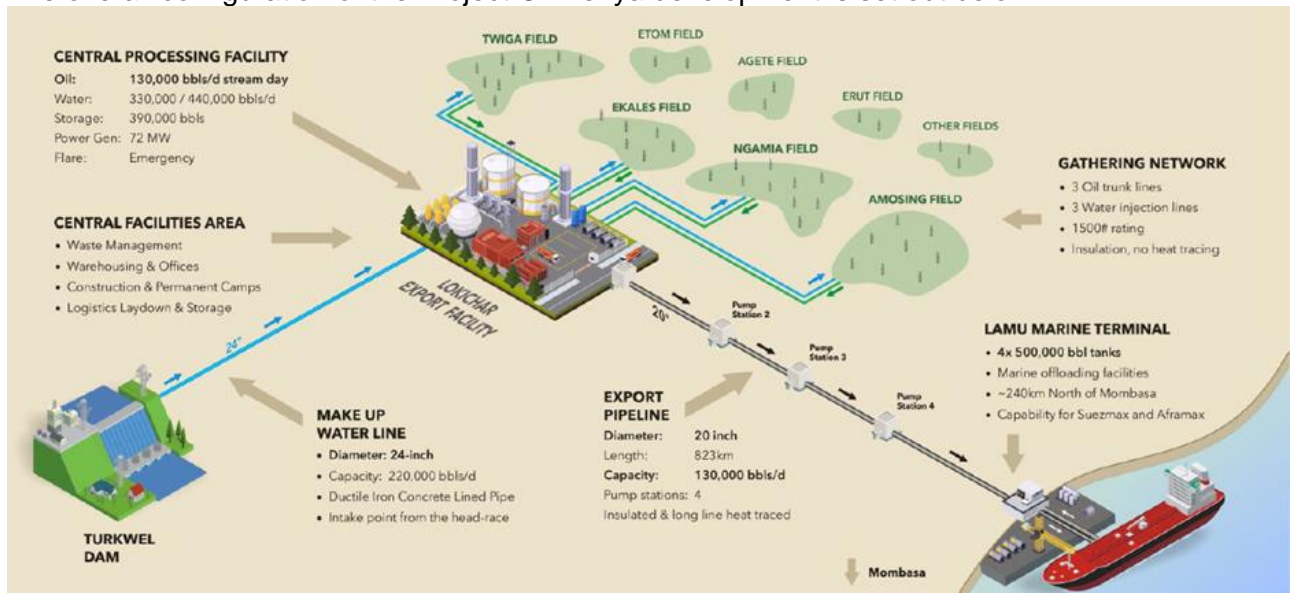 CENTRAL PROCESSING FACILITY
Oil: 130,000 bbls/d stream day
Water: 330,000 / 440,000 bbls/d
Storage: 390,000 bbls
Power Gen: 72 MW
Flare: Emergency
CENTRAL FACILITIES AREA
• Waste Management
• Warehousing & Offices
• Construction & Permanent Camps
• Logistics Laydown & Storage
TWIGA FIELD
ETOM FIELD
AGETE FIELD
EKALES FIELD
ERUT FIELD
OTHER FIELDS
NGAMIA FIELD
AMOSING FIELD
GATHERING NETWORK
• 3 Oil trunk lines
• 3 Water injection lines
• 1500# rating
• Insulation, no heat tracing
LOKICHAR
EXPORT FACILITY
24"
20"
Pump
Station 2
Pump
Station 3
Pump
Station 4
LAMU MARINE TERMINAL
• 4x 500,000 bbl tanks
• Marine offloading facilities
• ~240km North of Mombasa
• Capability for Suezmax and Aframax
MAKE UP
WATER LINE
• Diameter: 24-inch
• Capacity: 220,000 bbls/d
• Ductile Iron Concrete Lined Pipe
• Intake point from the head-race
EXPORT
PIPELINE
Diameter: 20 inch
Length: 823km
Capacity: 130,000 bbls/d
Pump stations: 4
Insulated & long line heat traced
TURKWEL
DAM
Mombasa